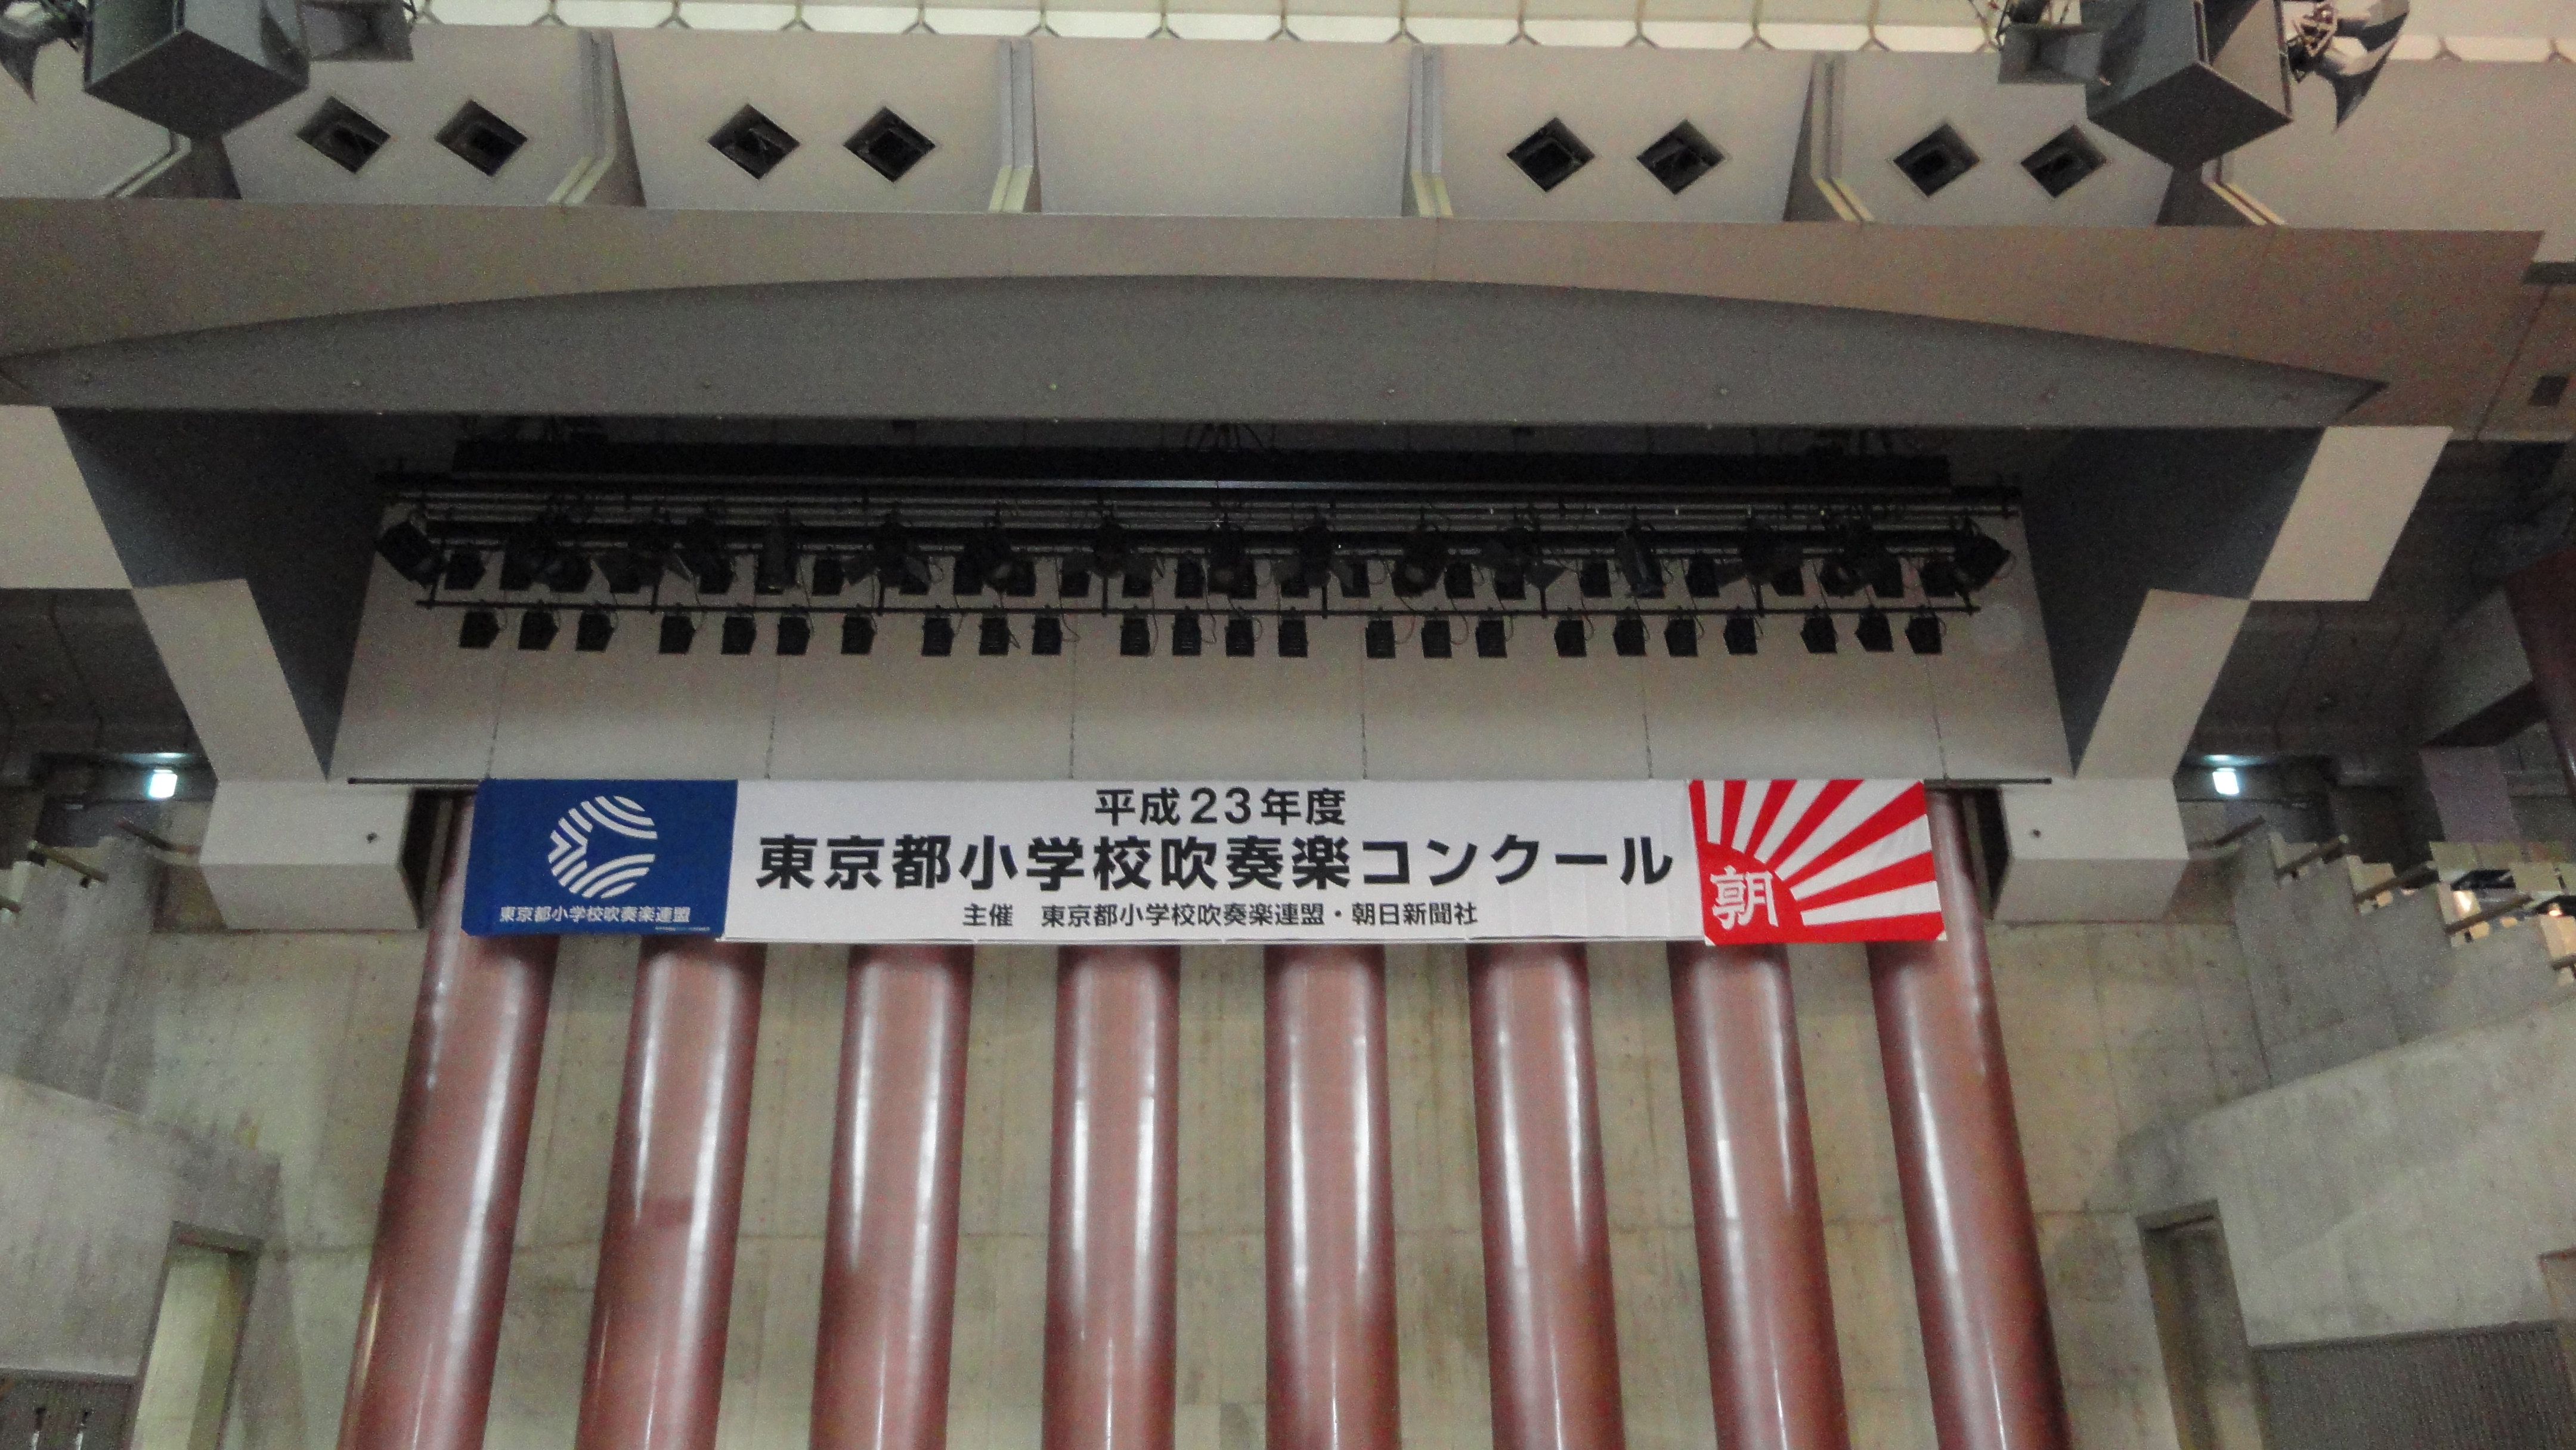 平成23年度
東京都小学校吹奏楽コンクール
主催 東京都小学校吹奏楽連盟・朝日新聞社
東京都小学校吹奏楽連盟
朝